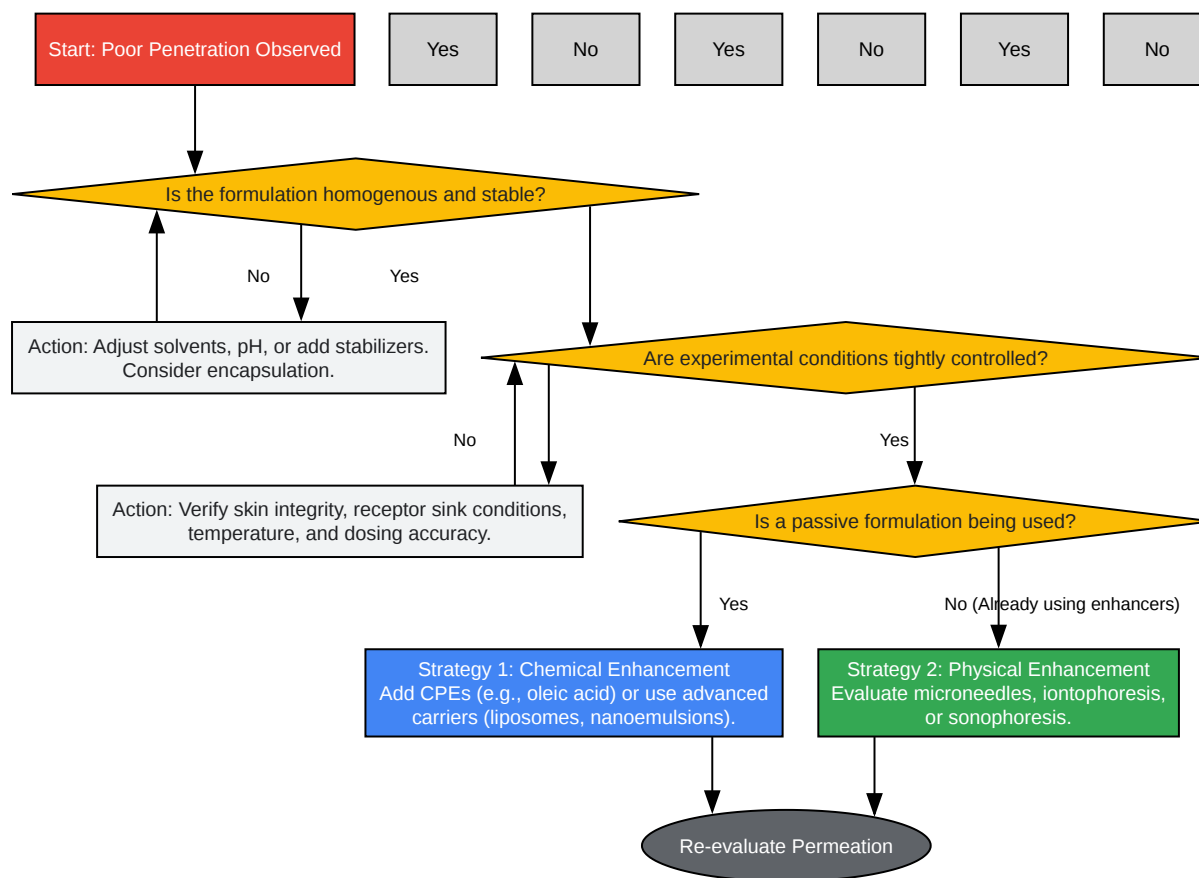 Start: Poor Penetration Observed
Yes
No
Yes
No
Yes
No
Is the formulation homogenous and stable?
No
Yes
Action: Adjust solvents, pH, or add stabilizers.
Consider encapsulation.
Are experimental conditions tightly controlled?
No
Yes
Action: Verify skin integrity, receptor sink conditions,
temperature, and dosing accuracy.
Is a passive formulation being used?
Yes
No (Already using enhancers)
Strategy 1: Chemical Enhancement
Add CPEs (e.g., oleic acid) or use advanced
carriers (liposomes, nanoemulsions).
Strategy 2: Physical Enhancement
Evaluate microneedles, iontophoresis,
or sonophoresis.
Re-evaluate Permeation